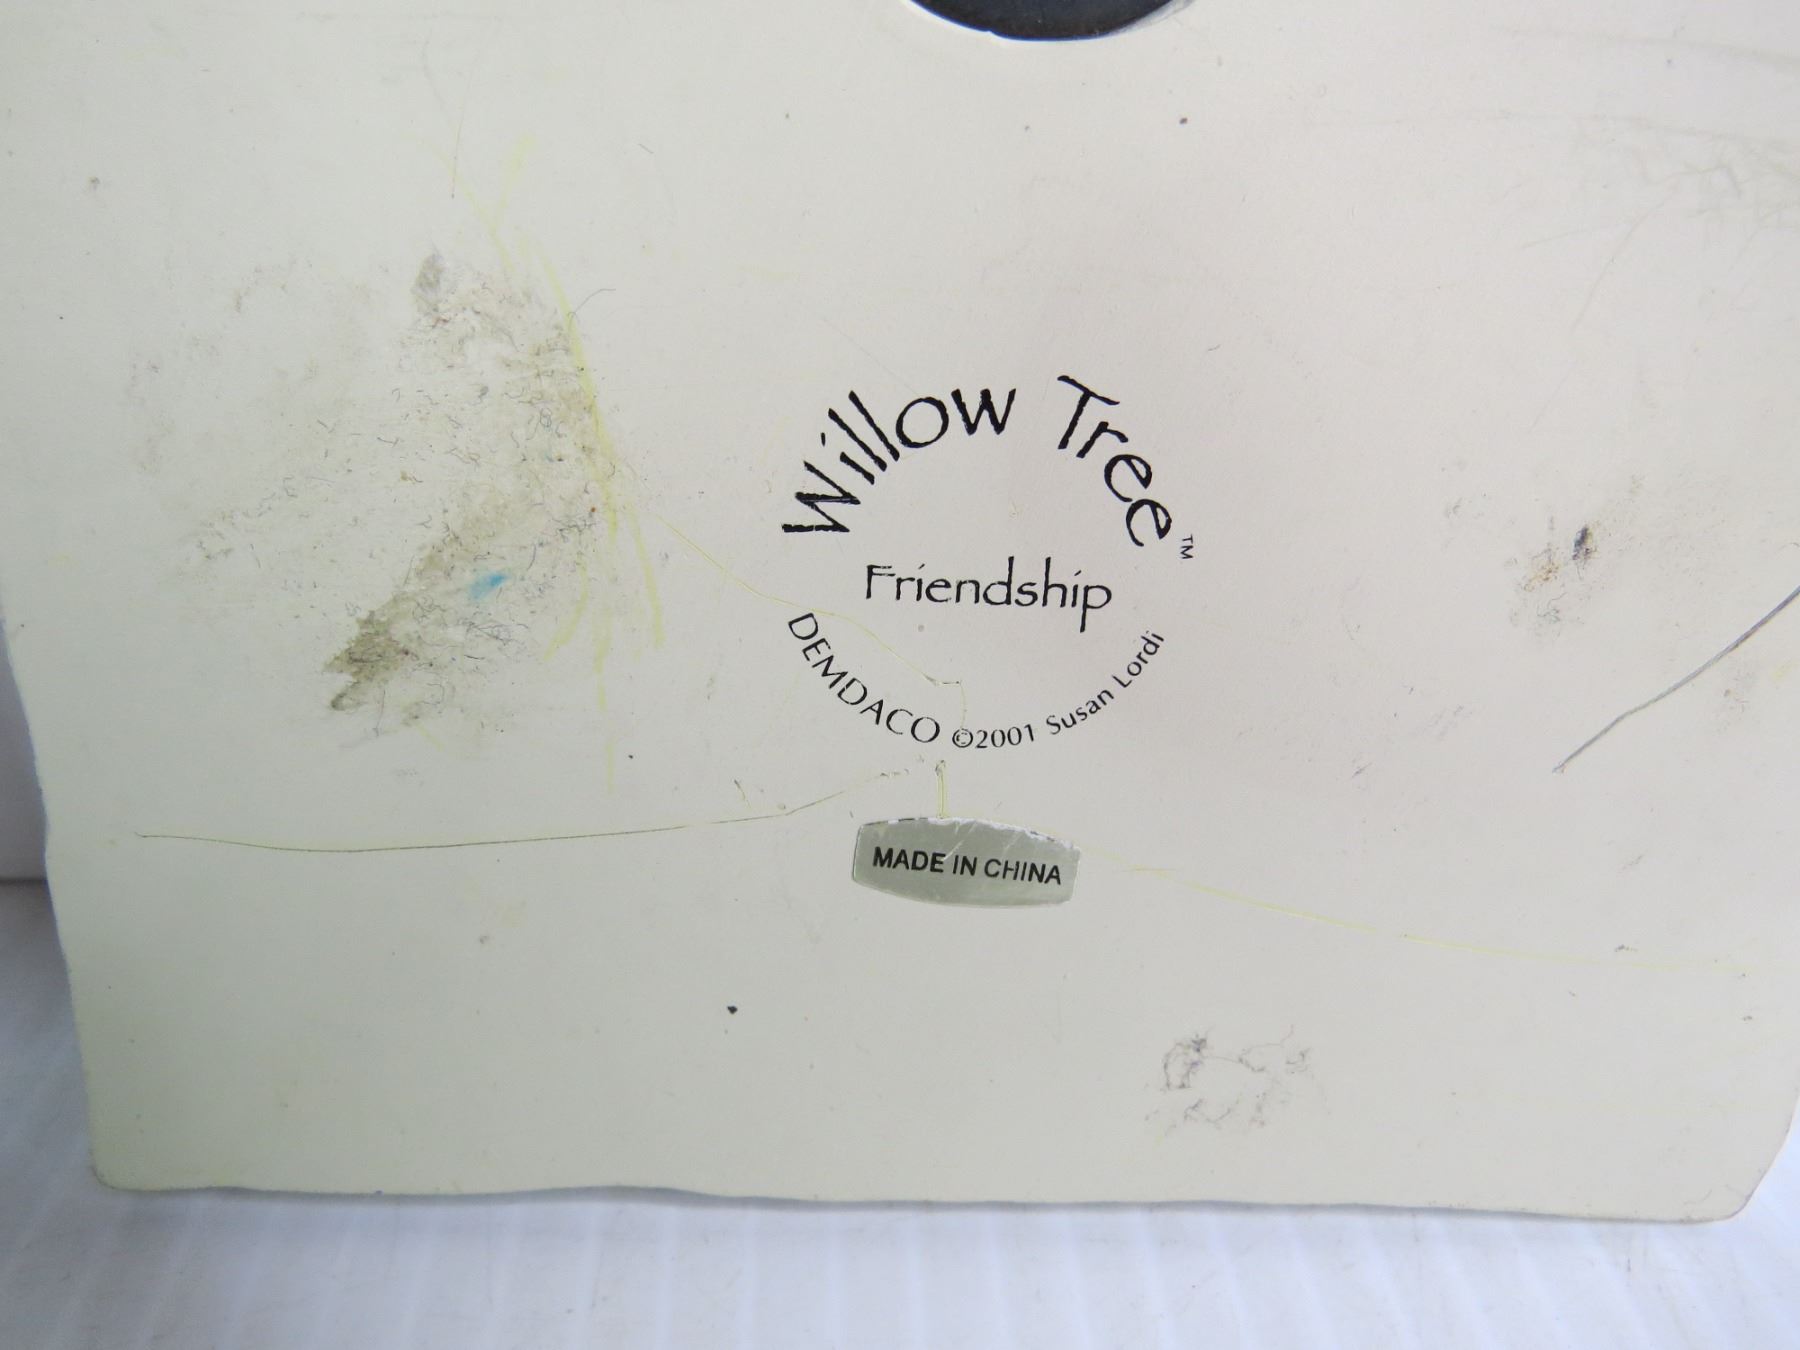 Willow Tree™
Friendship
DEMDACO ©2001 Susan Lordi
MADE IN CHINA